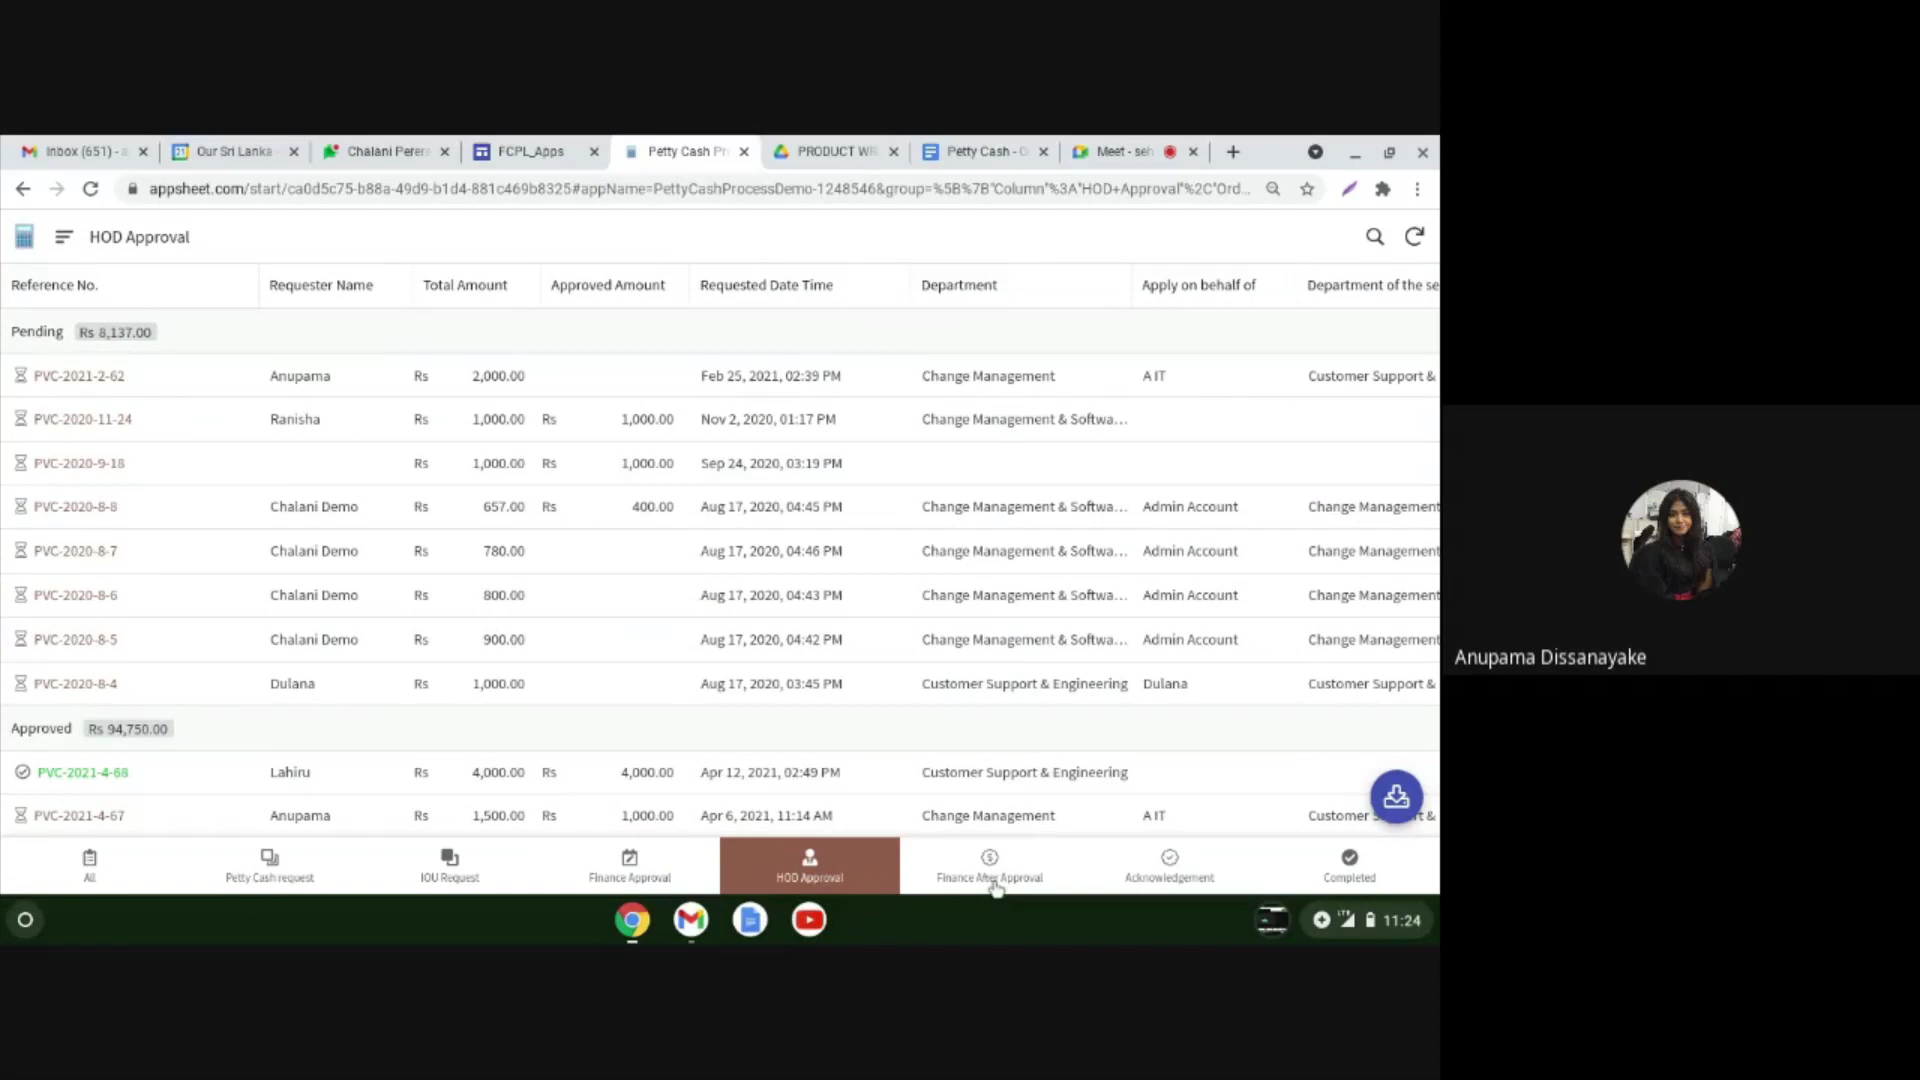 Inbox (651) - a
Our Sri Lanka
Chalani Perer
FCPL_Apps
Petty Cash Pr
PRODUCT WR
Petty Cash - O
Meet - seh
appsheet.com/start/ca0d5c75-b88a-49d9-b1d4-881c469b8325#appName=PettyCashProcessDemo-1248546&group=%5B%7B"Column"%3A"HOD+Approval"%2C"Ord...
HOD Approval
Reference No. Requester Name Total Amount Approved Amount Requested Date Time Department Apply on behalf of Department of the se
Pending Rs 8,137.00
PVC-2021-2-62 Anupama Rs 2,000.00 Feb 25, 2021, 02:39 PM Change Management A IT Customer Support &
PVC-2020-11-24 Ranisha Rs 1,000.00 Rs 1,000.00 Nov 2, 2020, 01:17 PM Change Management & Softwa...
PVC-2020-9-18 Rs 1,000.00 Rs 1,000.00 Sep 24, 2020, 03:19 PM
PVC-2020-8-8 Chalani Demo Rs 657.00 Rs 400.00 Aug 17, 2020, 04:45 PM Change Management & Softwa... Admin Account Change Management
PVC-2020-8-7 Chalani Demo Rs 780.00 Aug 17, 2020, 04:46 PM Change Management & Softwa... Admin Account Change Management
PVC-2020-8-6 Chalani Demo Rs 800.00 Aug 17, 2020, 04:43 PM Change Management & Softwa... Admin Account Change Management
PVC-2020-8-5 Chalani Demo Rs 900.00 Aug 17, 2020, 04:42 PM Change Management & Softwa... Admin Account Change Management
PVC-2020-8-4 Dulana Rs 1,000.00 Aug 17, 2020, 03:45 PM Customer Support & Engineering Dulana Customer Support &
Approved Rs 94,750.00
PVC-2021-4-68 Lahiru Rs 4,000.00 Rs 4,000.00 Apr 12, 2021, 02:49 PM Customer Support & Engineering
PVC-2021-4-67 Anupama Rs 1,500.00 Rs 1,000.00 Apr 6, 2021, 11:14 AM Change Management A IT Customer S t &
All Petty Cash request IOU Request Finance Approval HOD Approval Finance After Approval Acknowledgement Completed
LTE 11:24
Anupama Dissanayake